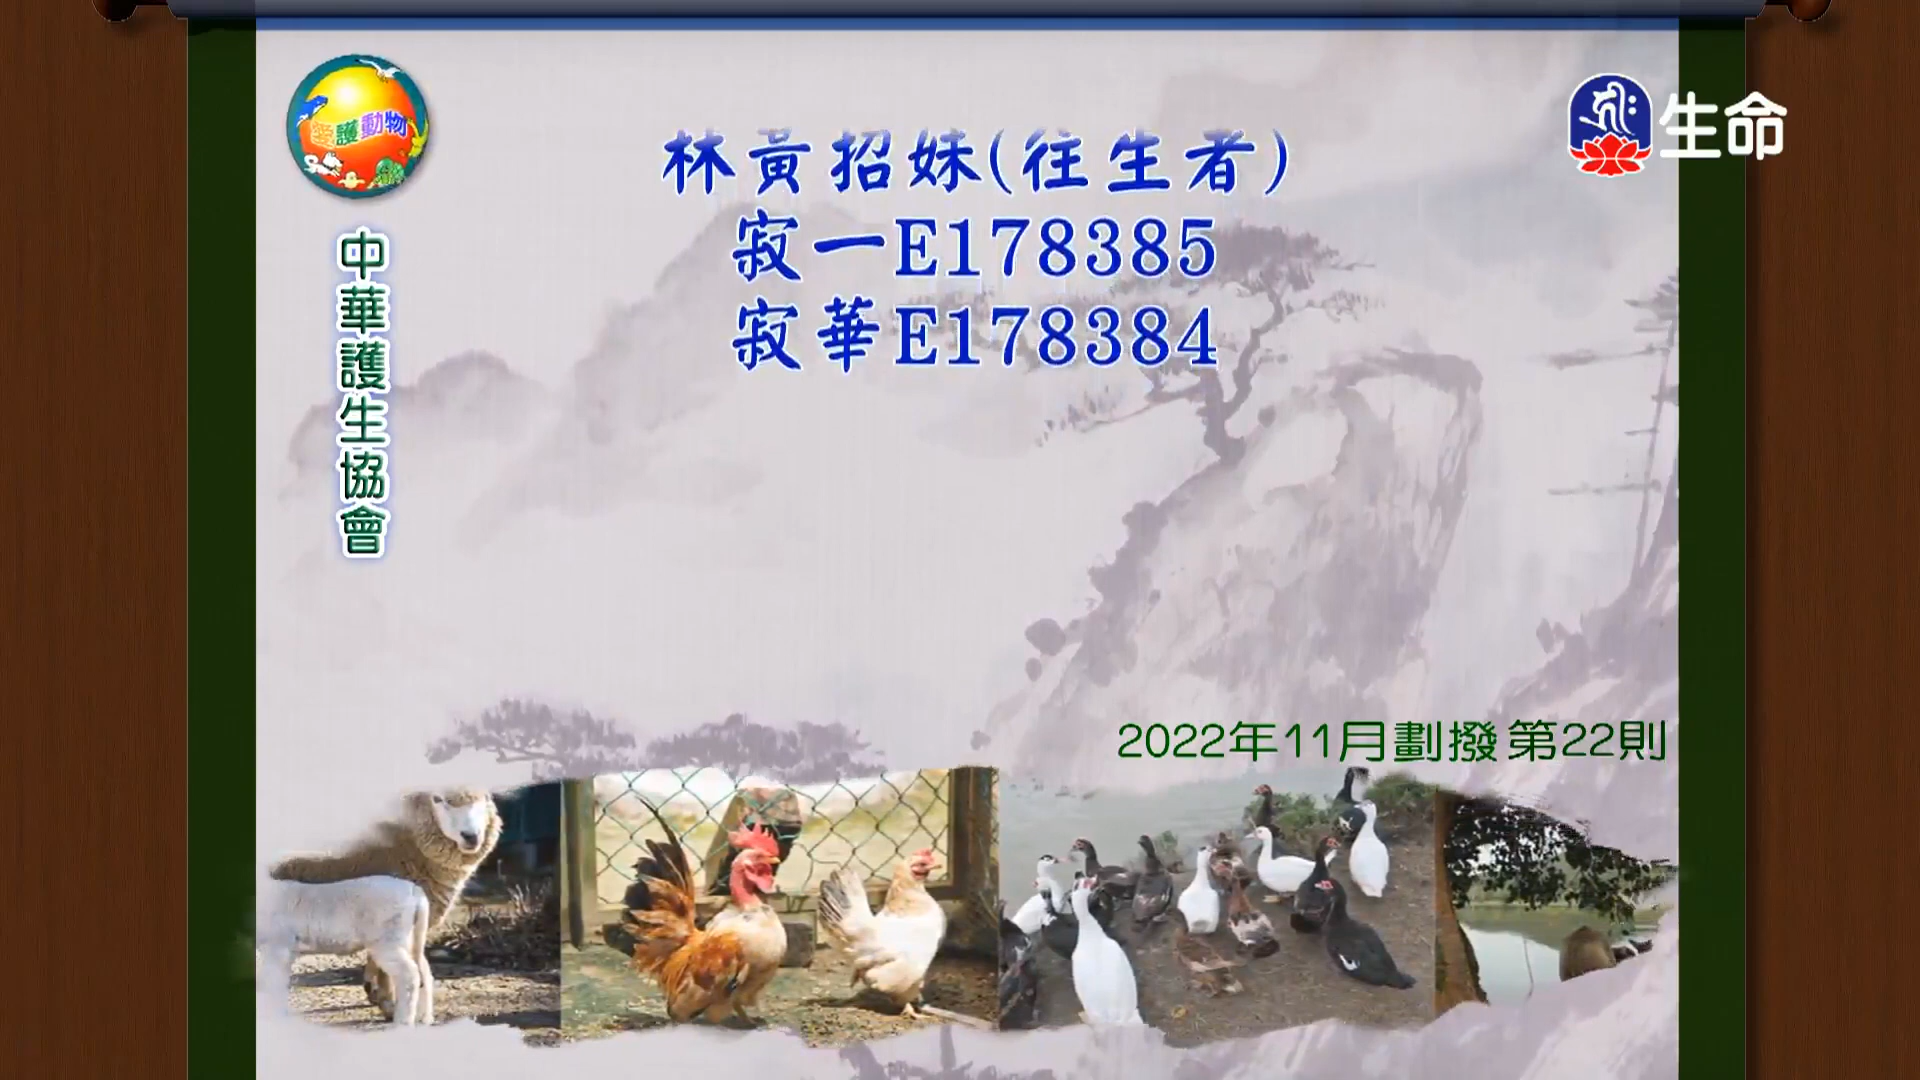 愛護動物
生命
中華護生協會
林黃招妹(往生者)
寂一E178385
寂華E178384
2022年11月劃撥 第22則